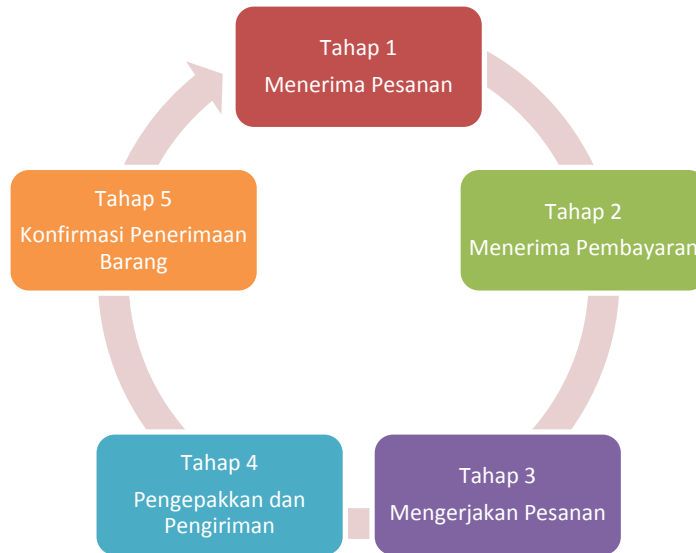 Tahap 1
Menerima Pesanan
Tahap 2
Menerima Pembayaran
Tahap 3
Mengerjakan Pesanan
Tahap 4
Pengepakkan dan
Pengiriman
Tahap 5
Konfirmasi Penerimaan
Barang